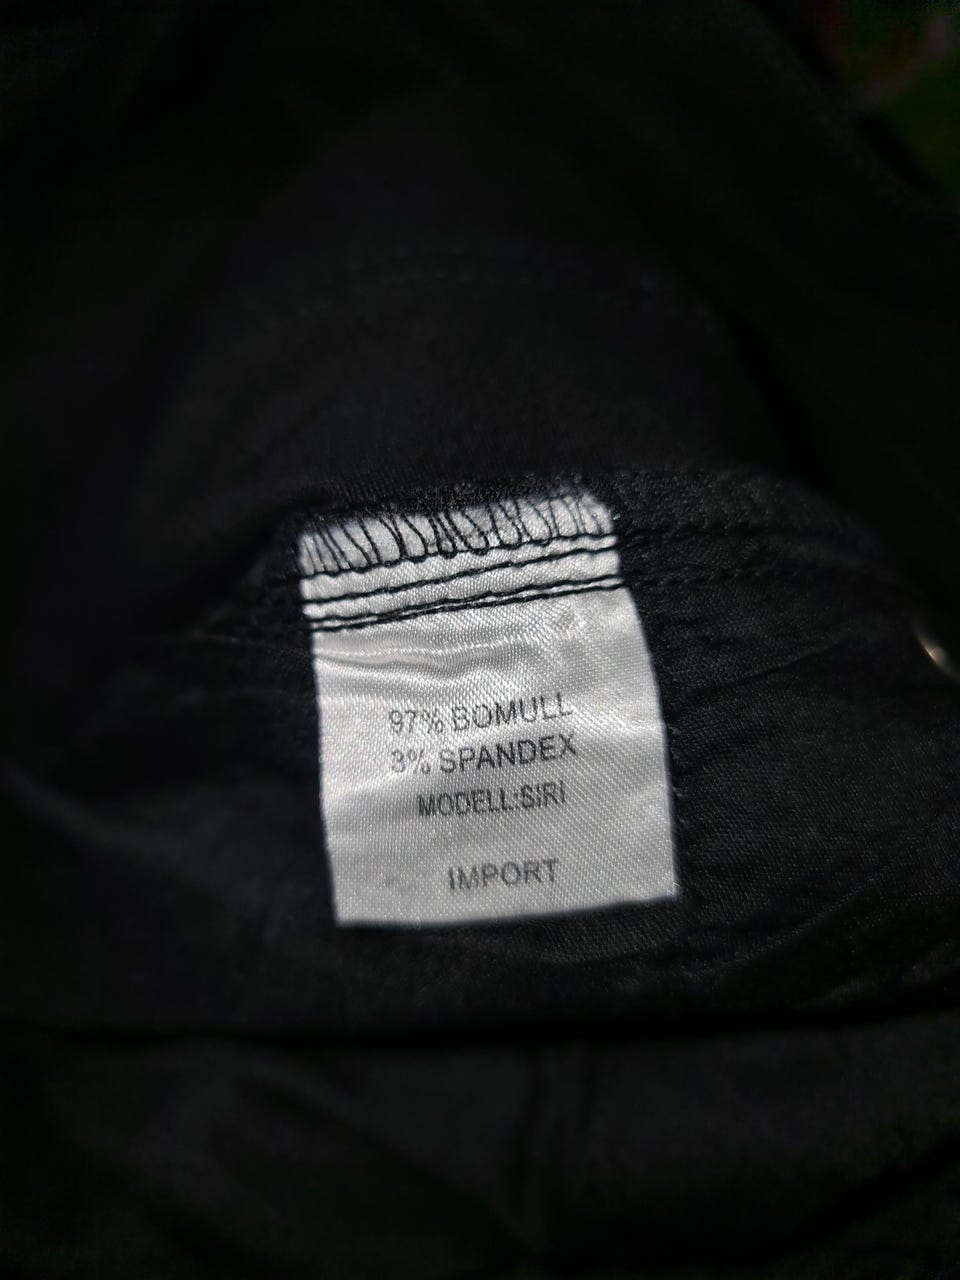 97% BOMULL
3% SPANDEX
MODELL:SIRİ
IMPORT